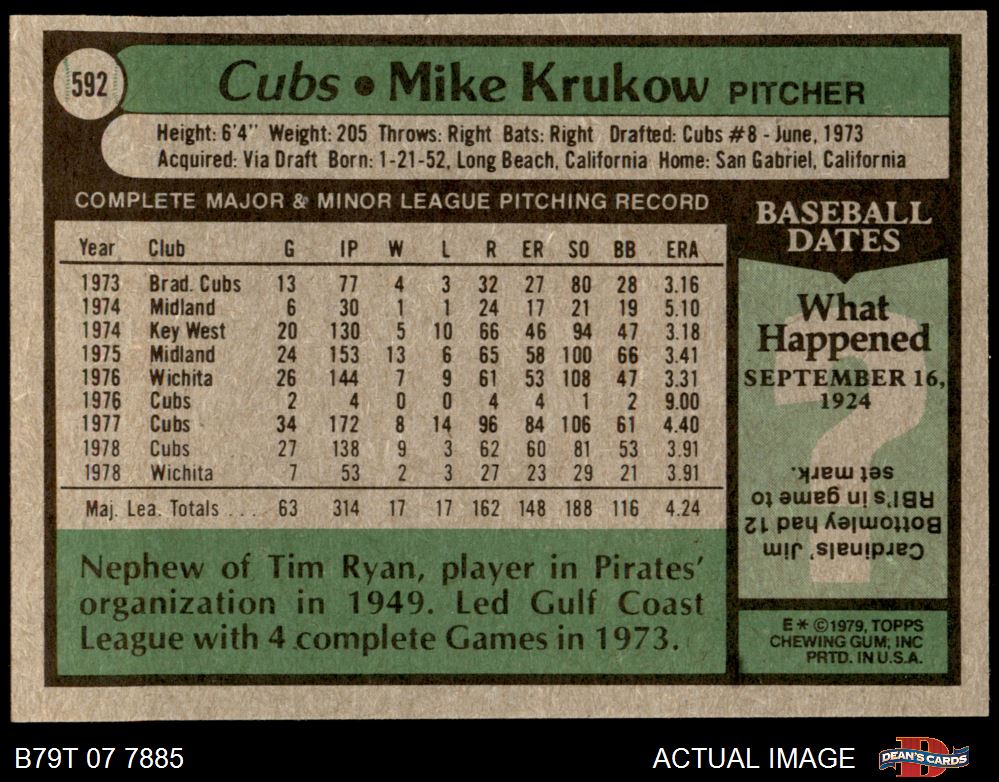 592
Cubs • Mike Krukow PITCHER
Height: 6'4" Weight: 205 Throws: Right Bats: Right Drafted: Cubs #8 - June, 1973
Acquired: Via Draft Born: 1-21-52, Long Beach, California Home: San Gabriel, California
COMPLETE MAJOR & MINOR LEAGUE PITCHING RECORD
Year Club G IP W L R ER SO BB ERA
1973 Brad. Cubs 13 77 4 3 32 27 80 28 3.16
1974 Midland 6 30 1 1 24 17 21 19 5.10
1974 Key West 20 130 5 10 66 46 94 47 3.18
1975 Midland 24 153 13 6 65 58 100 66 3.41
1976 Wichita 26 144 7 9 61 53 108 47 3.31
1976 Cubs 2 4 0 0 4 4 1 2 9.00
1977 Cubs 34 172 8 14 96 84 106 61 4.40
1978 Cubs 27 138 9 3 62 60 81 53 3.91
1978 Wichita 7 53 2 3 27 23 29 21 3.91
Maj. Lea. Totals .... 63 314 17 17 162 148 188 116 4.24
Nephew of Tim Ryan, player in Pirates'
organization in 1949. Led Gulf Coast
League with 4 complete Games in 1973.
BASEBALL
DATES
What
Happened
SEPTEMBER 16,
1924
Cardinals' Jim
Bottomley had 12
RBI's in game to
set mark.
E * ©1979, TOPPS
CHEWING GUM, INC
PRTD. IN U.S.A.
B79T 07 7885
ACTUAL IMAGE
DEAN'S CARDS